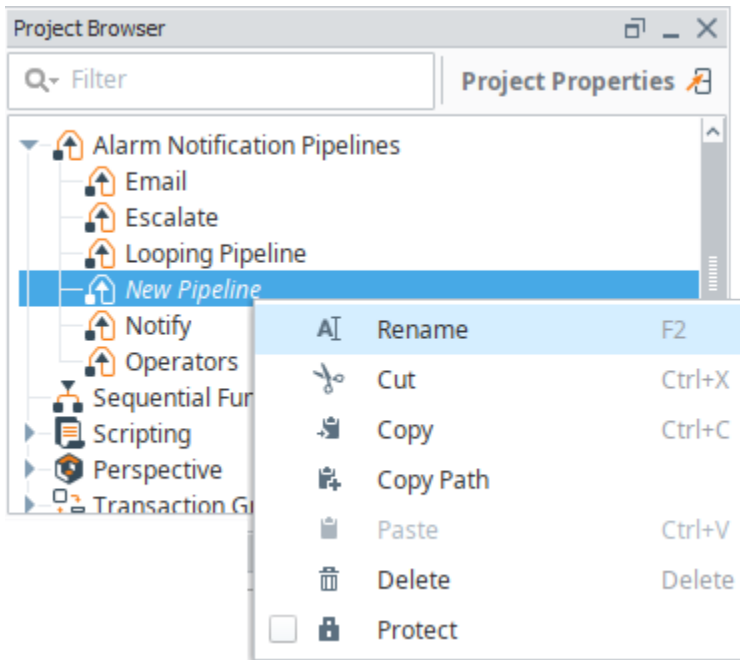 Project Browser
Filter
Project Properties
Alarm Notification Pipelines
Email
Escalate
Looping Pipeline
New Pipeline
Notify
Operators
Sequential Fun
Scripting
Perspective
Transaction G
Rename F2
Cut Ctrl+X
Copy Ctrl+C
Copy Path
Paste Ctrl+V
Delete Delete
Protect